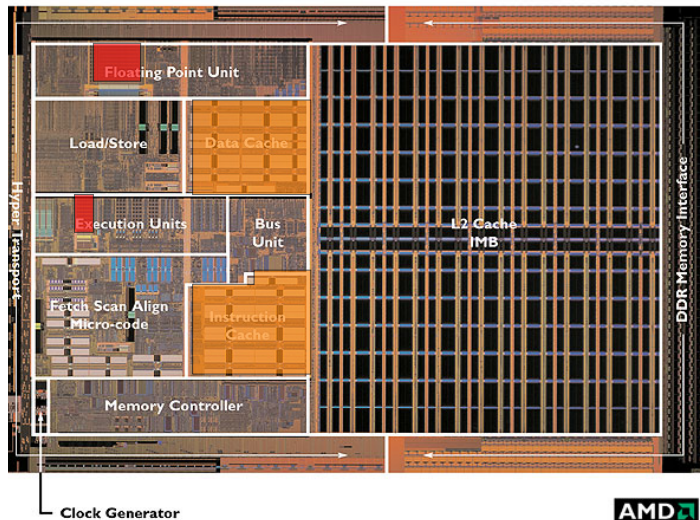 Floating Point Unit
Load/Store
Data Cache
Hyper Transport
Execution Units
Bus
Unit
L2 Cache
IMB
DDR Memory Interface
Fetch Scan Align
Micro-code
Instruction
Cache
Memory Controller
Clock Generator
AMD